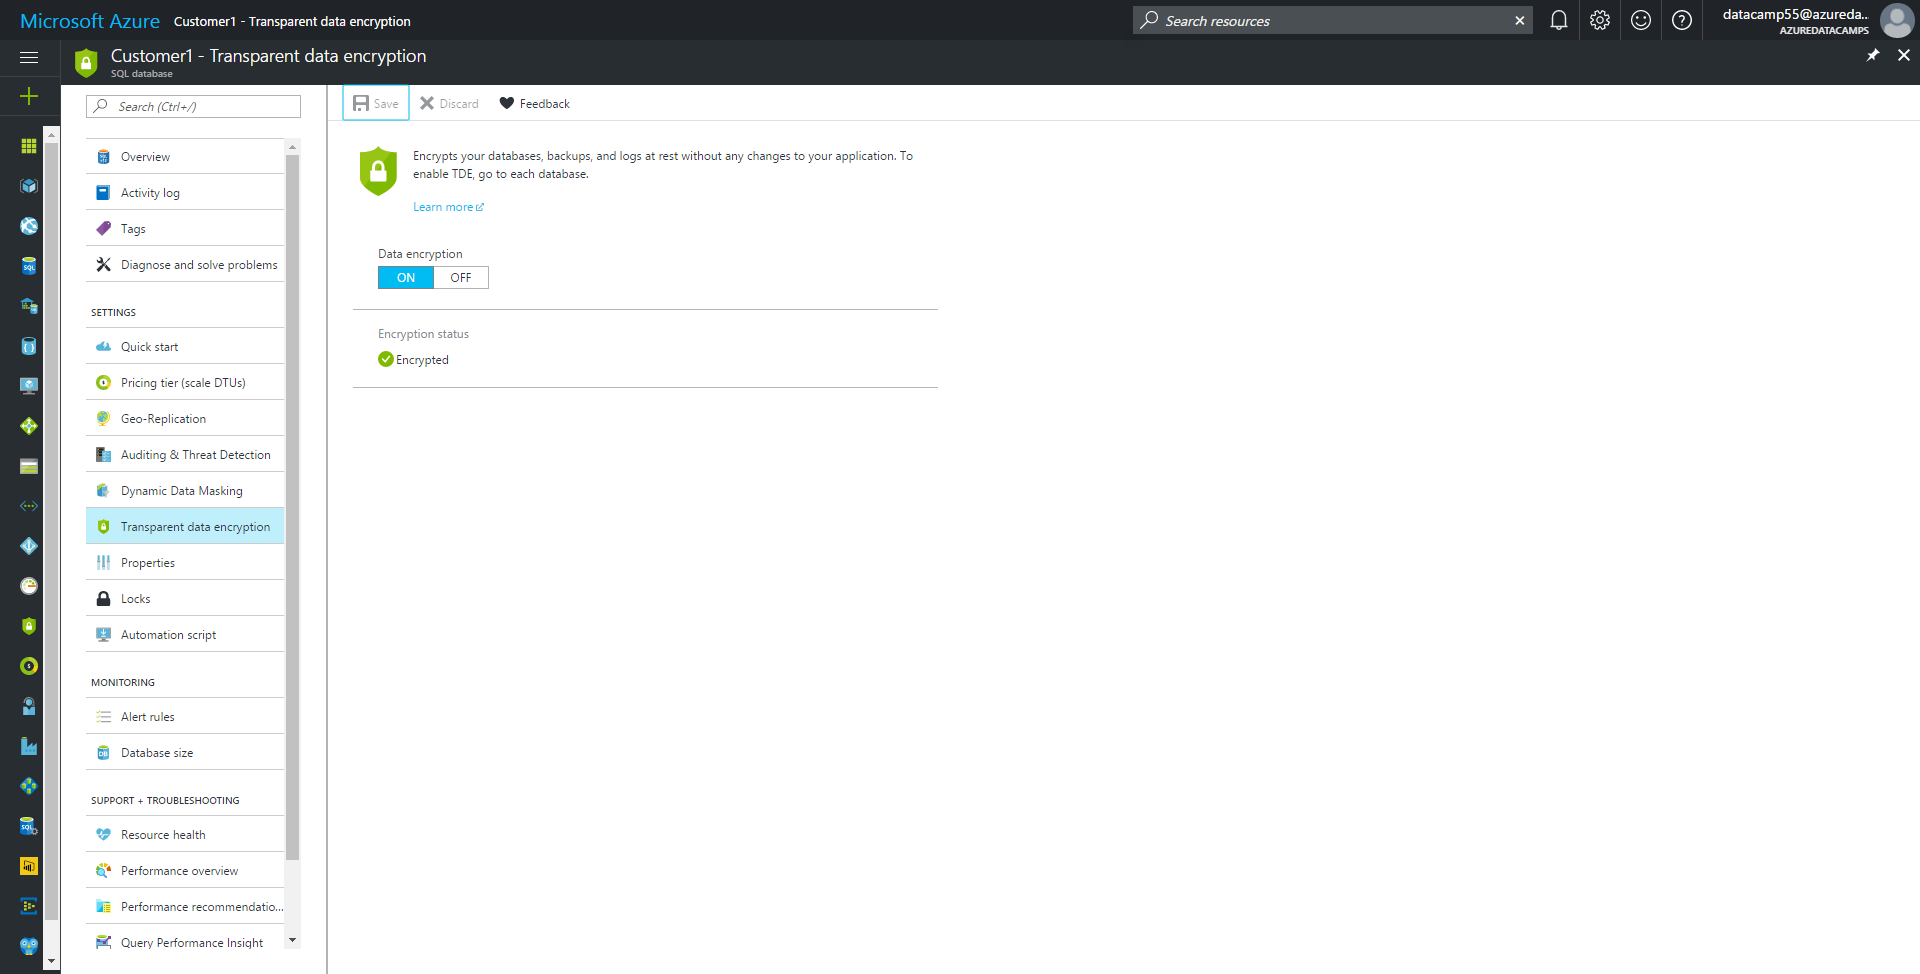 Microsoft Azure Customer1 - Transparent data encryption
Search resources
datacamp55@azureda...
AZUREDATACAMPS
Customer1 - Transparent data encryption
SQL database
Search (Ctrl+/)
Overview
Activity log
Tags
Diagnose and solve problems
SETTINGS
Quick start
Pricing tier (scale DTUs)
Geo-Replication
Auditing & Threat Detection
Dynamic Data Masking
Transparent data encryption
Properties
Locks
Automation script
MONITORING
Alert rules
Database size
SUPPORT + TROUBLESHOOTING
Resource health
Performance overview
Performance recommendatio...
Query Performance Insight
Save Discard Feedback
Encrypts your databases, backups, and logs at rest without any changes to your application. To
enable TDE, go to each database.
Learn more
Data encryption
ON OFF
Encryption status
Encrypted